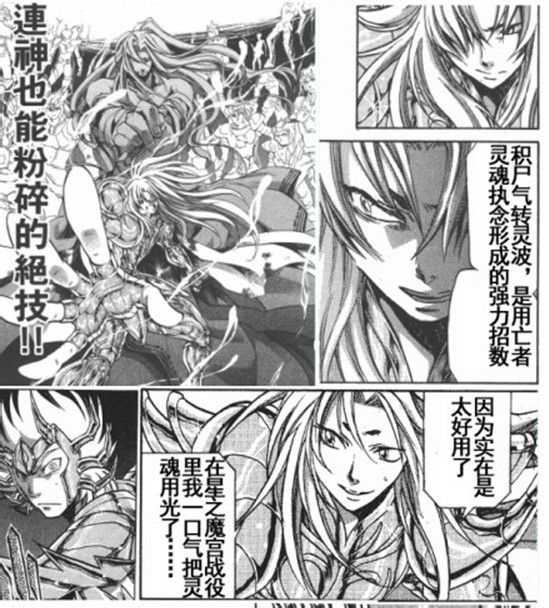 連神也能粉碎的絕技!!
积尸气转灵波，是用亡者
灵魂执念形成的强力招数
因为实在是
太好用了
在星之魔宫战役
里我一口气把灵
魂用光了……